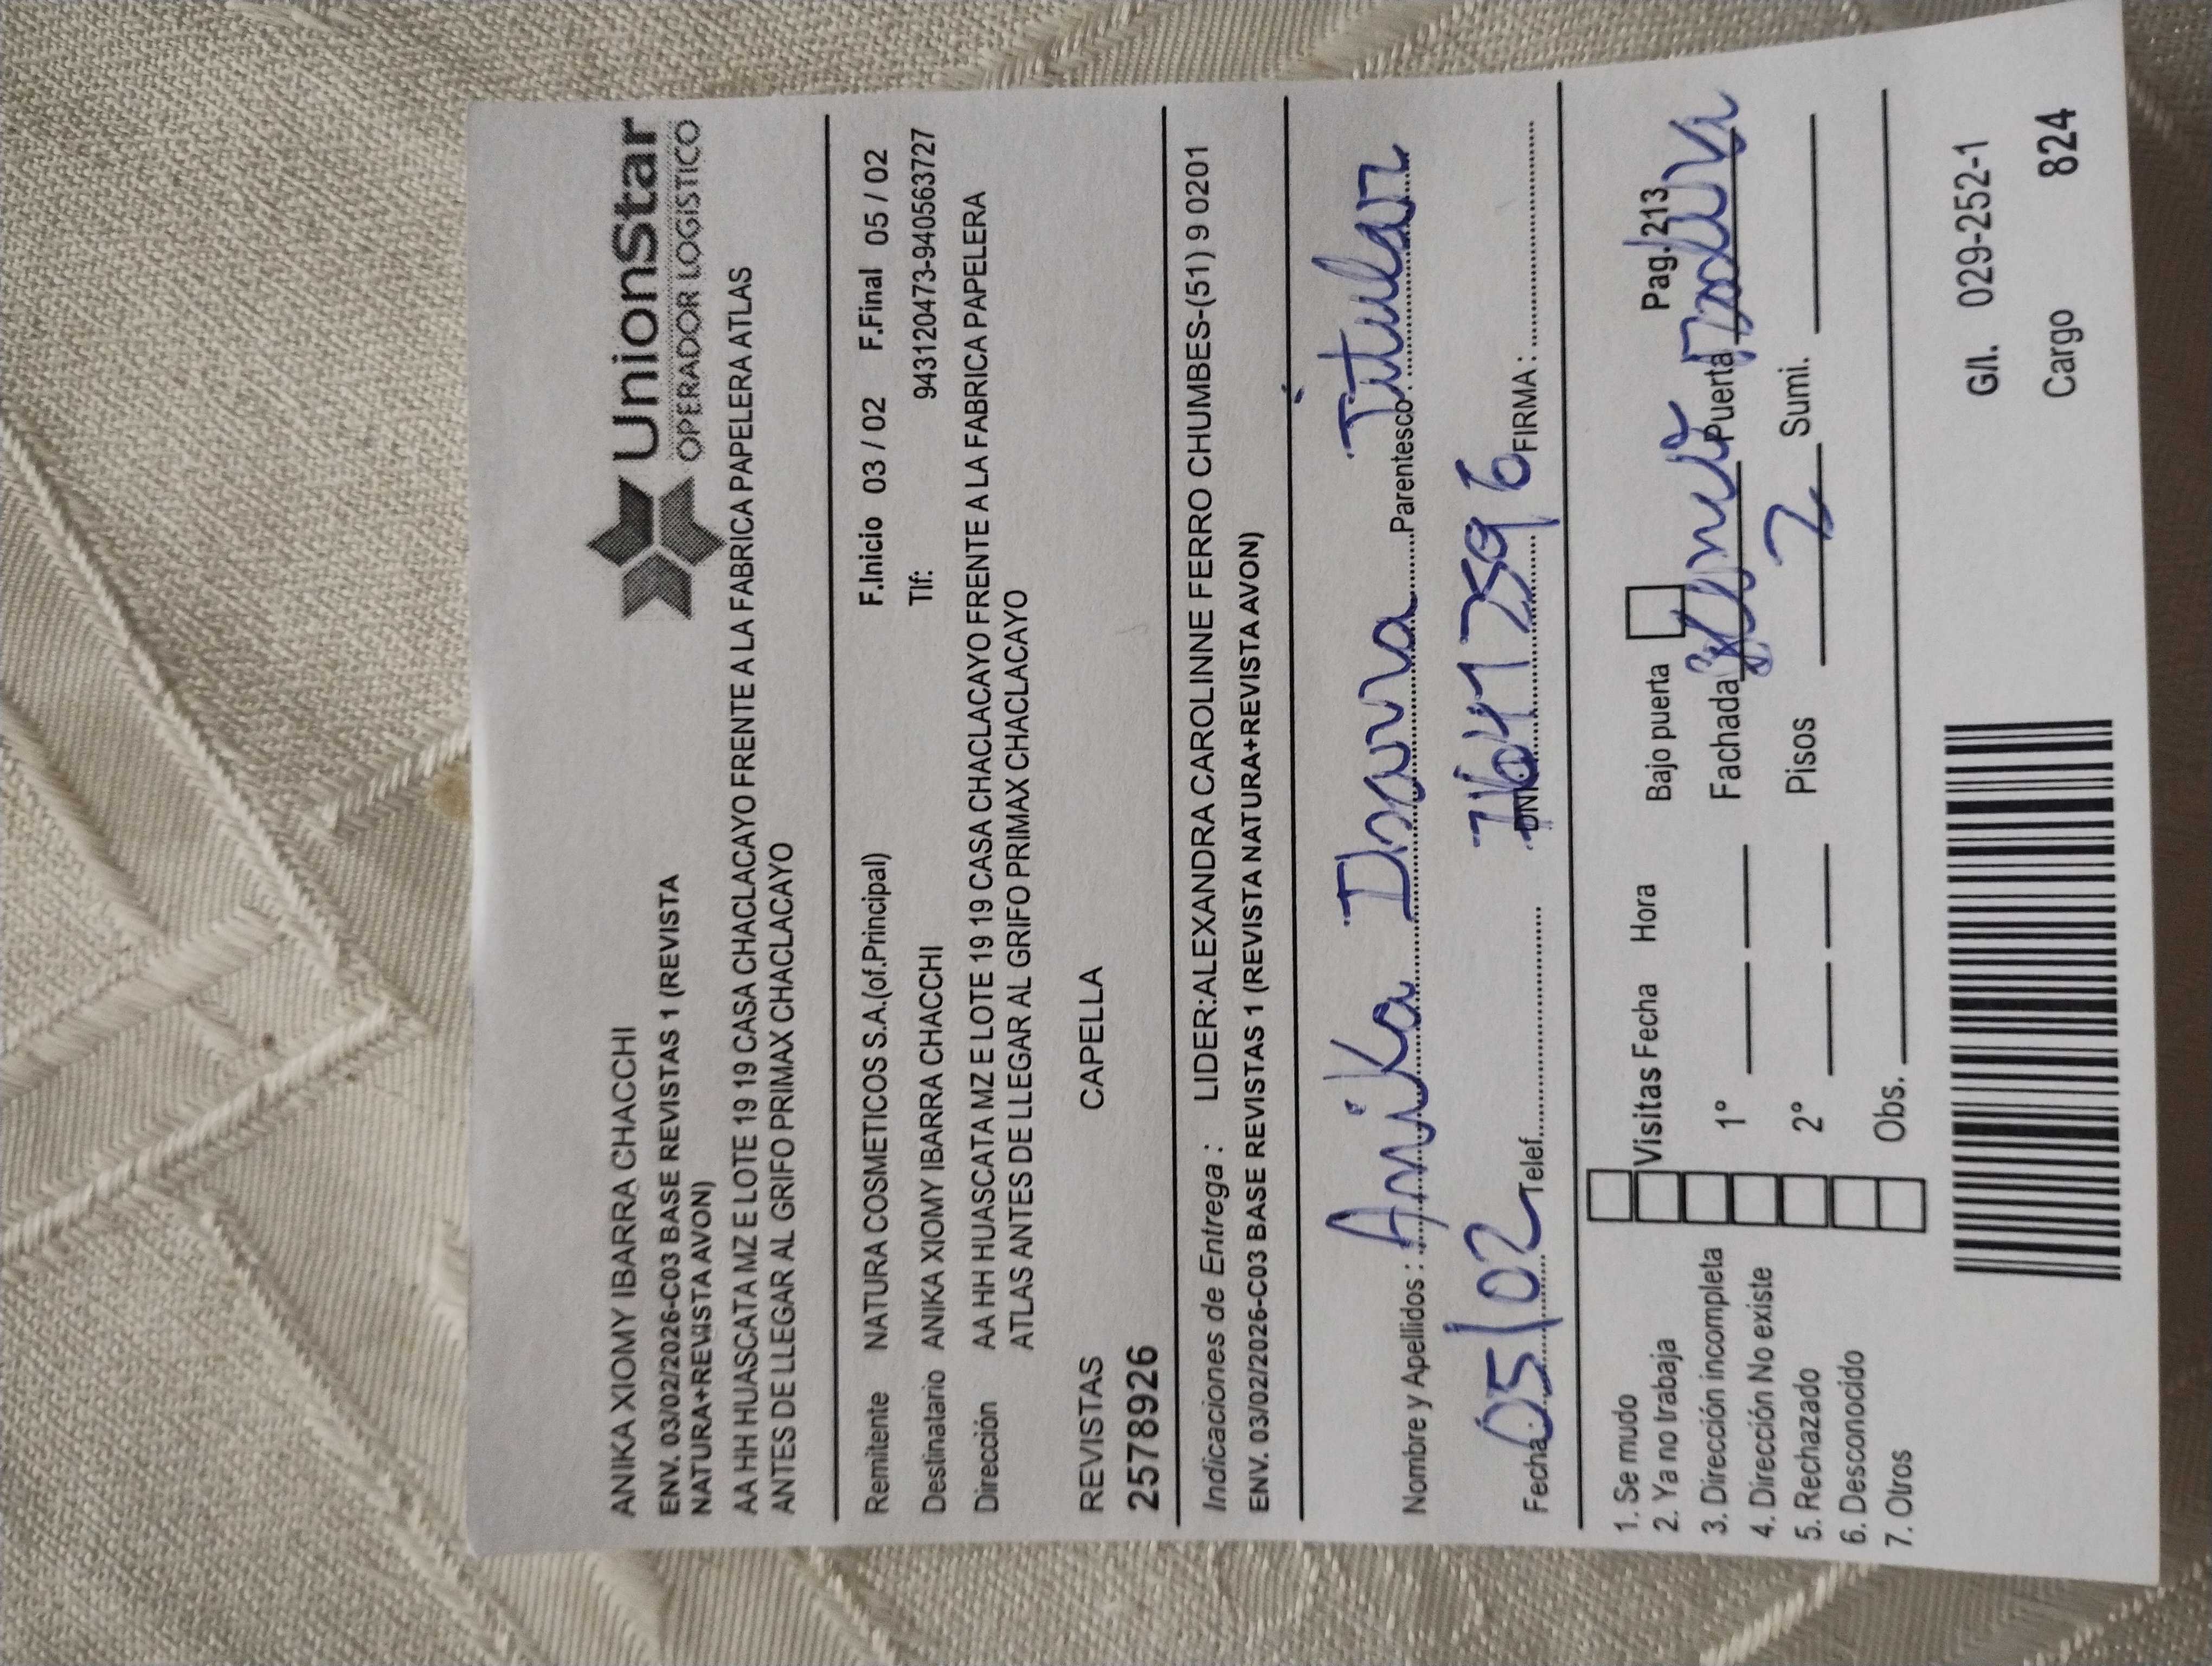 UnionStar
OPERADOR LOGISTICO
ANIKA XIOMY IBARRA CHACCHI
ENV. 03/02/2026-C03 BASE REVISTAS 1 (REVISTA
NATURA+REVISTA AVON)
AA HH HUASCATA MZ E LOTE 19 19 CASA CHACLACAYO FRENTE A LA FABRICA PAPELERA ATLAS
ANTES DE LLEGAR AL GRIFO PRIMAX CHACLACAYO
Remitente NATURA COSMETICOS S.A.(of.Principal) F.Inicio 03 / 02 F.Final 05 / 02
Destinatario ANIKA XIOMY IBARRA CHACCHI Tlf: 943120473-940563727
Dirección AA HH HUASCATA MZ E LOTE 19 19 CASA CHACLACAYO FRENTE A LA FABRICA PAPELERA
ATLAS ANTES DE LLEGAR AL GRIFO PRIMAX CHACLACAYO
REVISTAS CAPELLA
25789926
Indicaciones de Entrega : LIDER:ALEXANDRA CAROLINNE FERRO CHUMBES-(51) 9 0201
ENV. 03/02/2026-C03 BASE REVISTAS 1 (REVISTA NATURA+REVISTA AVON)
Nombre y Apellidos : Anika Parentesco: Titular
Fecha: 05/02 Telef. DNI FIRMA :
1. Se mudo
2. Ya no trabaja
3. Dirección incompleta
4. Dirección No existe
5. Rechazado
6. Desconocido
7. Otros
Visitas Fecha Hora Bajo puerta Pag. 213
1° Fachada Puerta
2° Pisos 2 Sumi.
Obs.
G/I. 029-252-1
Cargo 824